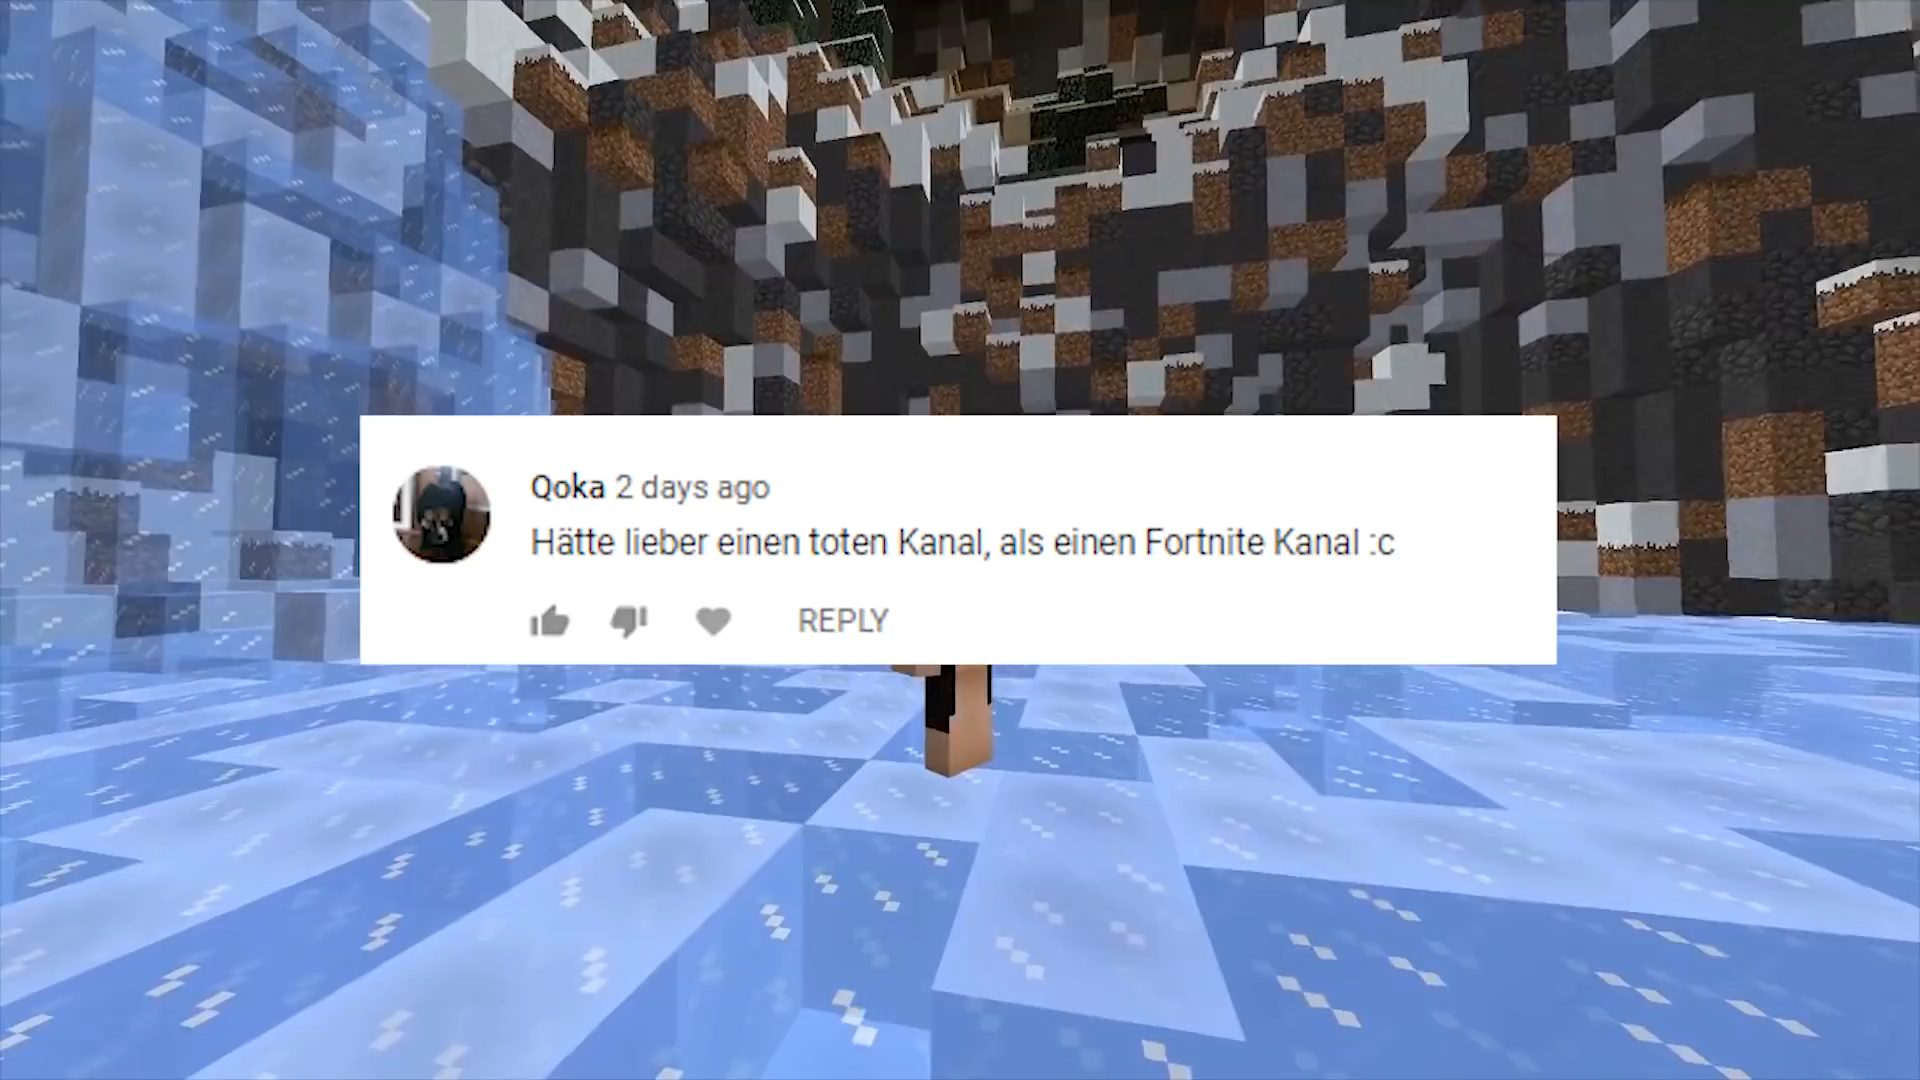 Qoka 2 days ago
Hätte lieber einen toten Kanal, als einen Fortnite Kanal :c
REPLY